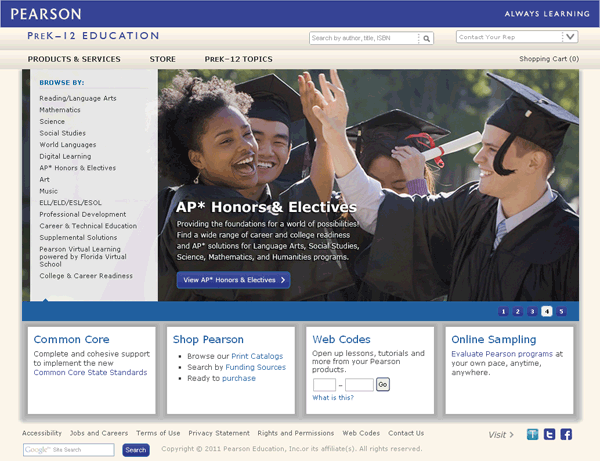 PEARSON
ALWAYS LEARNING
PREK–12 EDUCATION
Search by author, title, ISBN
Contact Your Rep
PRODUCTS & SERVICES
STORE
PREK–12 TOPICS
Shopping Cart (0)
BROWSE BY:
Reading/Language Arts
Mathematics
Science
Social Studies
World Languages
Digital Learning
AP* Honors & Electives
Art
Music
ELL/ELD/ESL/ESOL
Professional Development
Career & Technical Education
Supplemental Solutions
Pearson Virtual Learning
powered by Florida Virtual
School
College & Career Readiness
AP* Honors & Electives
Providing the foundations for a world of possibilities!
Find a wide range of career and college readiness
and AP* solutions for Language Arts, Social Studies,
Science, Mathematics, and Humanities programs.
View AP* Honors & Electives
1 2 3 4 5
Common Core
Complete and cohesive support
to implement the new
Common Core State Standards
Shop Pearson
Browse our Print Catalogs
Search by Funding Sources
Ready to purchase
Web Codes
Open up lessons, tutorials and
more from your Pearson
products.
– Go
What is this?
Online Sampling
Evaluate Pearson programs at
your own pace, anytime,
anywhere.
Accessibility Jobs and Careers Terms of Use Privacy Statement Rights and Permissions Web Codes Contact Us
Visit >
Google Site Search
Search
Copyright © 2011 Pearson Education, Inc.or its affiliate(s). All rights reserved.